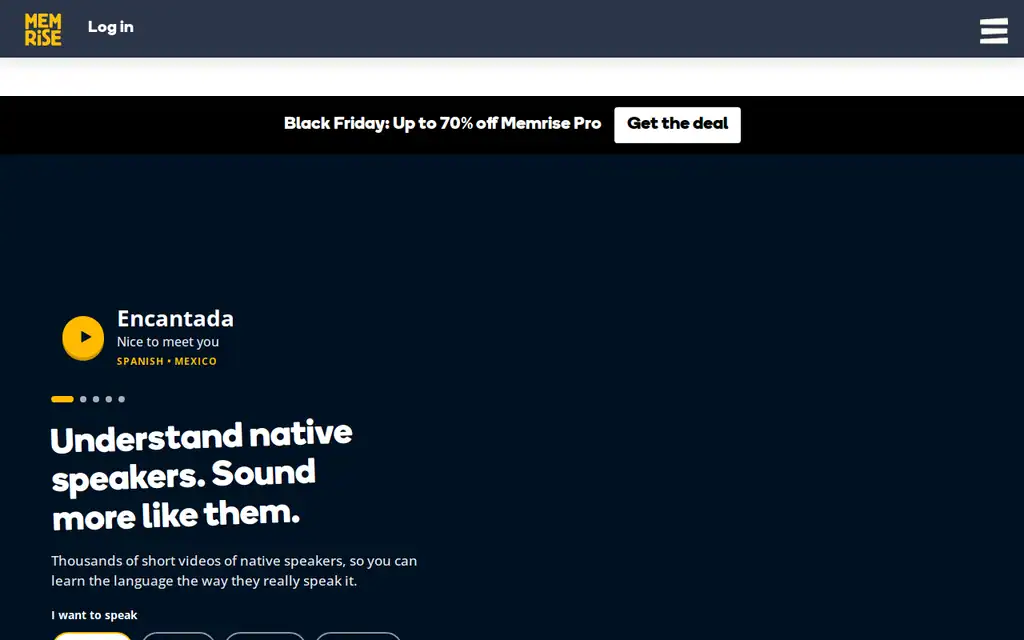 MEM
RiSE
Log in
Black Friday: Up to 70% off Memrise Pro
Get the deal
Encantada
Nice to meet you
SPANISH • MEXICO
Understand native
speakers. Sound
more like them.
Thousands of short videos of native speakers, so you can
learn the language the way they really speak it.
I want to speak